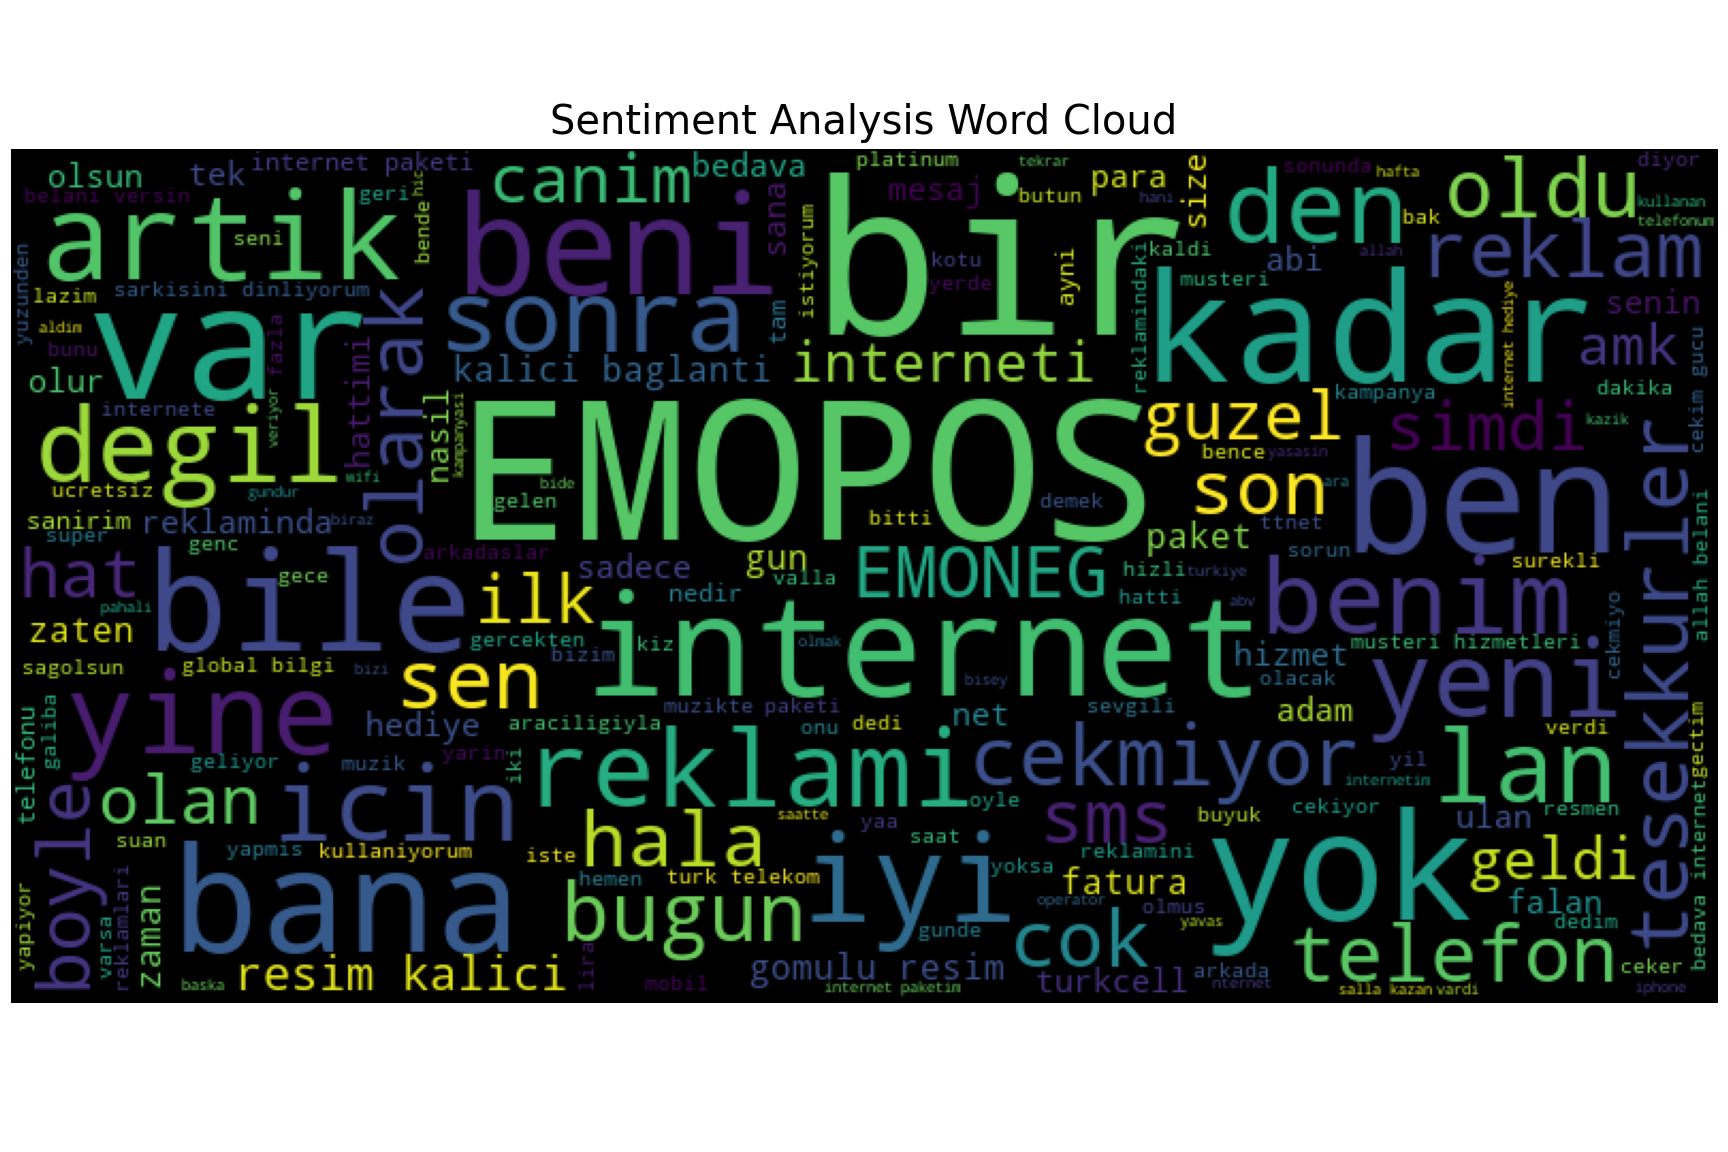 Sentiment Analysis Word Cloud
olsun tek internet paketi canim bedava platinum tekrar para size sonunda hafta diyor
belani versin geri hic mesaj butun hani oldu kullanan
artik seni bende beni sana bir den bak telefonum
yuzunden istiyorum kotu yerde ayni reklamindaki kaldi abi allah reklam
lazim sarkisini dinliyorum sonra tam musteri internet hediye senin
aldim var olarak kadar amk cekim gucu
bunu hattimi fazla interneti
olur kalici baglanti kampanya dakika
internete veriyor nasil kampanyasi guzel simdi kazik
degil EMOPOS bence yasasin
wifi son ara ben tesekkurler
ucretsiz gundur gelen bide demek
sanirim reklaminda biraz bitti ttnet allah belani
super genc paket sorun
hat arkadaslar gun EMONEG surekli
bile gece sadece valla hizli turkiye benim
pahali ilk nedir hatti abv cekmiyo
zaten gercekten kiz olmak musteri hizmetleri
sagolsun global bilgi bizi bizim internet hizmet
sen bisey olacak yeni
yine muzikte paketi sevgili adam
telefonu galiba hediye araciligiyla onu dedi net verdi
geliyor muzik yarin iki reklami cekmiyor yil internetim lan bedava internet gectim
boyle olan icin oyle sms cekiyor resmen
suan saatte yaa buyuk ulan
yapmis kullaniyorum iste hala saat reklamini yok geldi
bana hemen turk telekom iyi yoksa fatura
yapiyor varsa reklamlari zaman bugun operator olmus falan
gunde cok yavas dedim
resim kalici lira gomulu resim arkada telefon ceker
baska mobil internet paketim turkcell nternet salla kazan vardi iphone